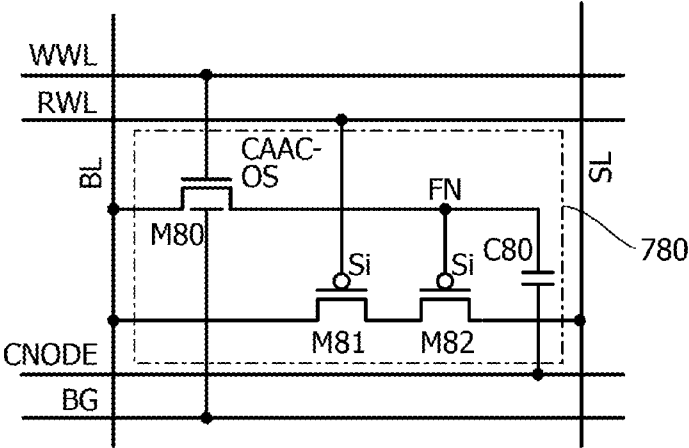 WWL
RWL
BL
CAAC-
OS
SL
FN
M80
C80
780
Si
Si
M81
M82
CNODE
BG